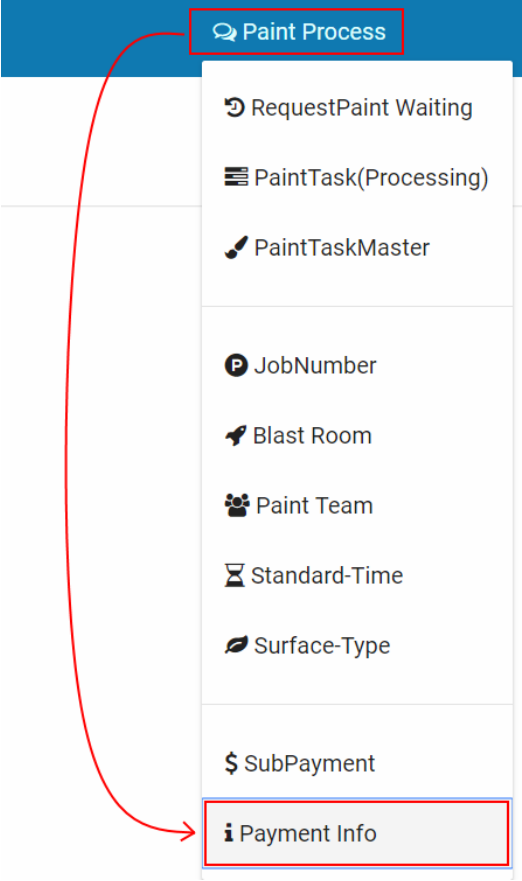 Paint Process
RequestPaint Waiting
PaintTask(Processing)
PaintTaskMaster
JobNumber
Blast Room
Paint Team
Standard-Time
Surface-Type
SubPayment
Payment Info